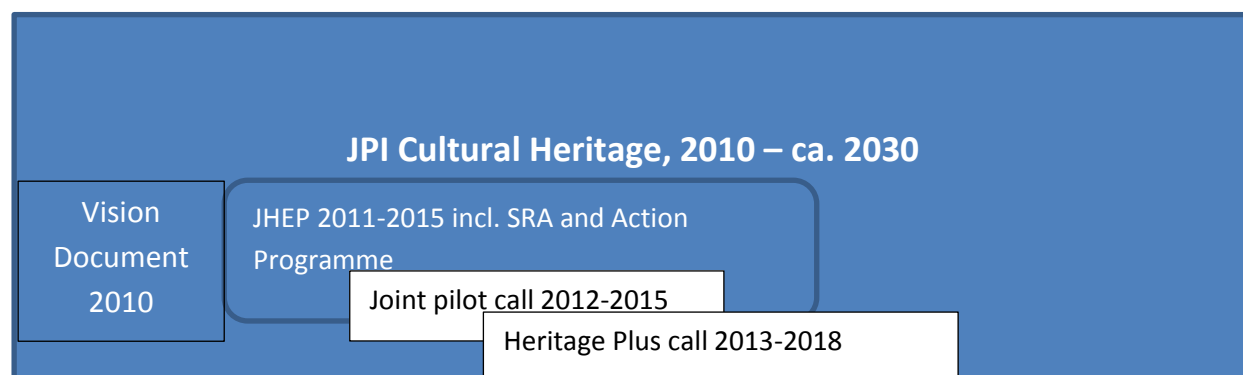 JPI Cultural Heritage, 2010 – ca. 2030
Vision
Document
2010
JHEP 2011-2015 incl. SRA and Action
Programme
Joint pilot call 2012-2015
Heritage Plus call 2013-2018